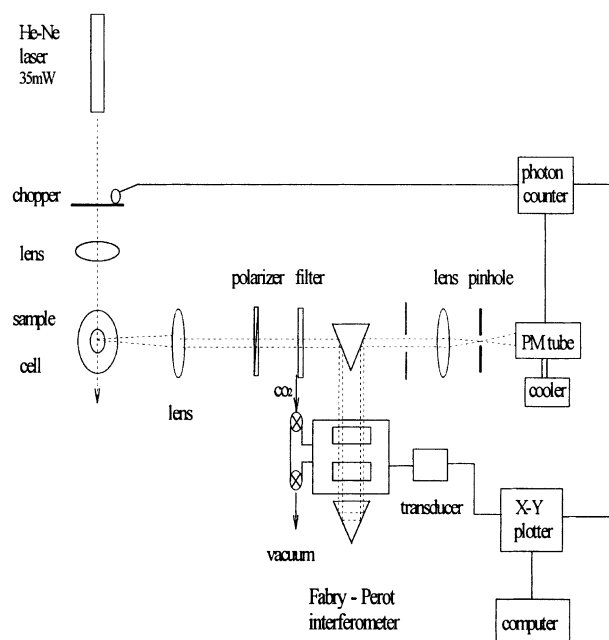 He-Ne
laser
35mW
chopper
photon
counter
lens
polarizer
filter
lens
pinhole
sample
cell
PM tube
cooler
lens
CO₂
transducer
X-Y
plotter
vacuum
Fabry - Perot
interferometer
computer